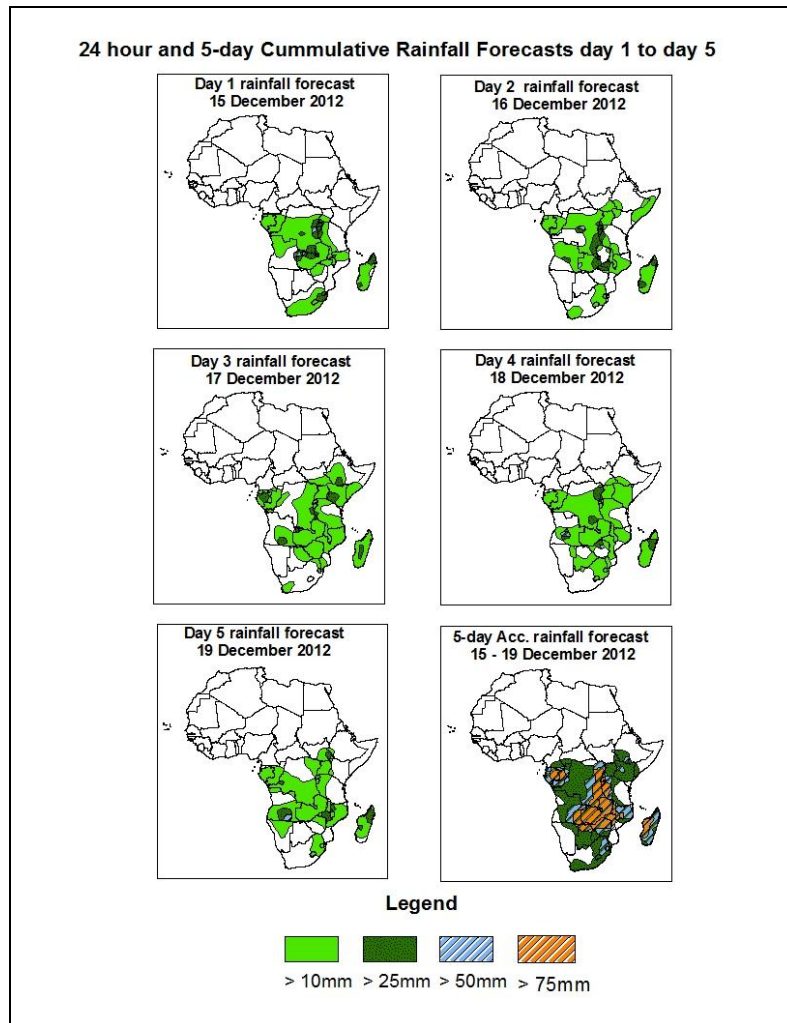 24 hour and 5-day Cummulative Rainfall Forecasts day 1 to day 5
Day 1 rainfall forecast
15 December 2012
Day 2 rainfall forecast
16 December 2012
Day 3 rainfall forecast
17 December 2012
Day 4 rainfall forecast
18 December 2012
Day 5 rainfall forecast
19 December 2012
5-day Acc. rainfall forecast
15 - 19 December 2012
Legend
> 10mm > 25mm > 50mm > 75mm